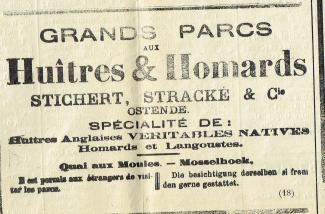 GRANDS PARCS
AUX
Huîtres & Homards
STICHERT, STRACKÉ & Cie
OSTENDE.
SPÉCIALITÉ DE:
Huîtres Anglaises VERITABLES NATIVES
Homards et Langoustes.
Quai aux Moules. — Mosselhoek.
Il est permis aux étrangers de visi-
ter les parcs.
Die besichtigung derselben si frem
den gerne gestattet.
(18)